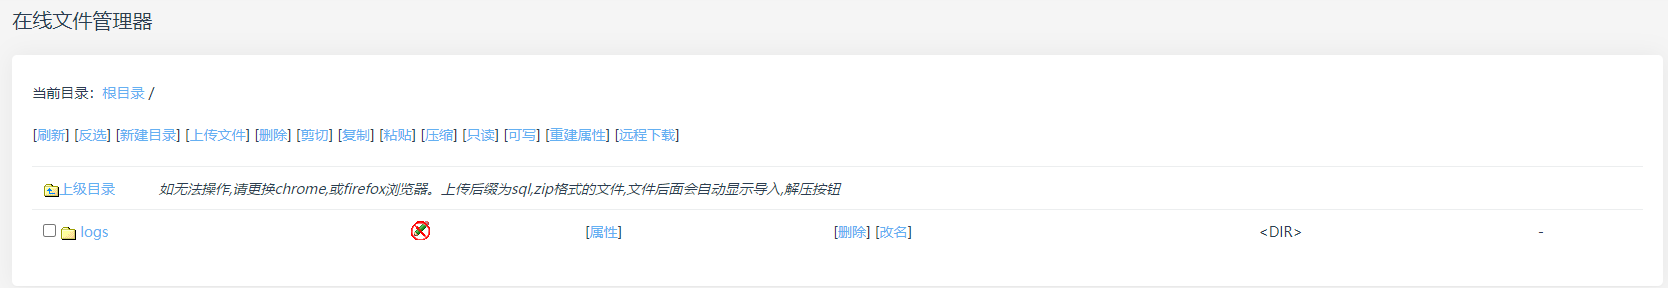 在线文件管理器
当前目录：根目录 /
[刷新] [反选] [新建目录] [上传文件] [删除] [剪切] [复制] [粘贴] [压缩] [只读] [可写] [重建属性] [远程下载]
上级目录 如无法操作,请更换chrome,或firefox浏览器。上传后缀为sql,zip格式的文件,文件后面会自动显示导入,解压按钮
logs [属性] [删除] [改名] <DIR> -